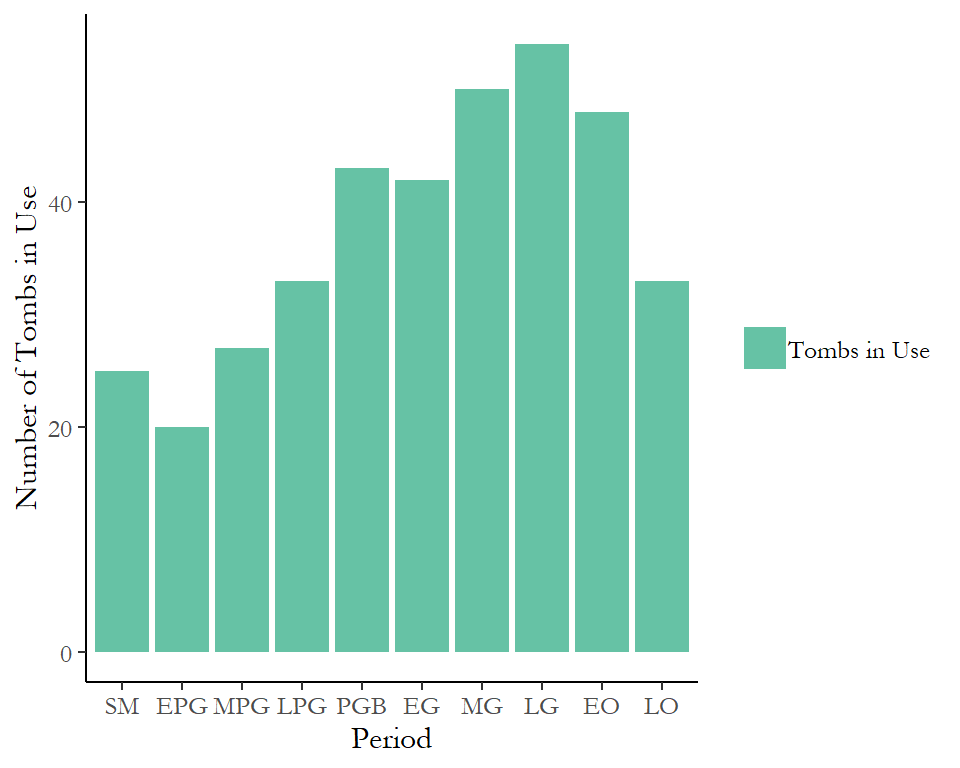 Number of Tombs in Use
40
20
0
SM EPG MPG LPG PGB EG MG LG EO LO
Period
Tombs in Use